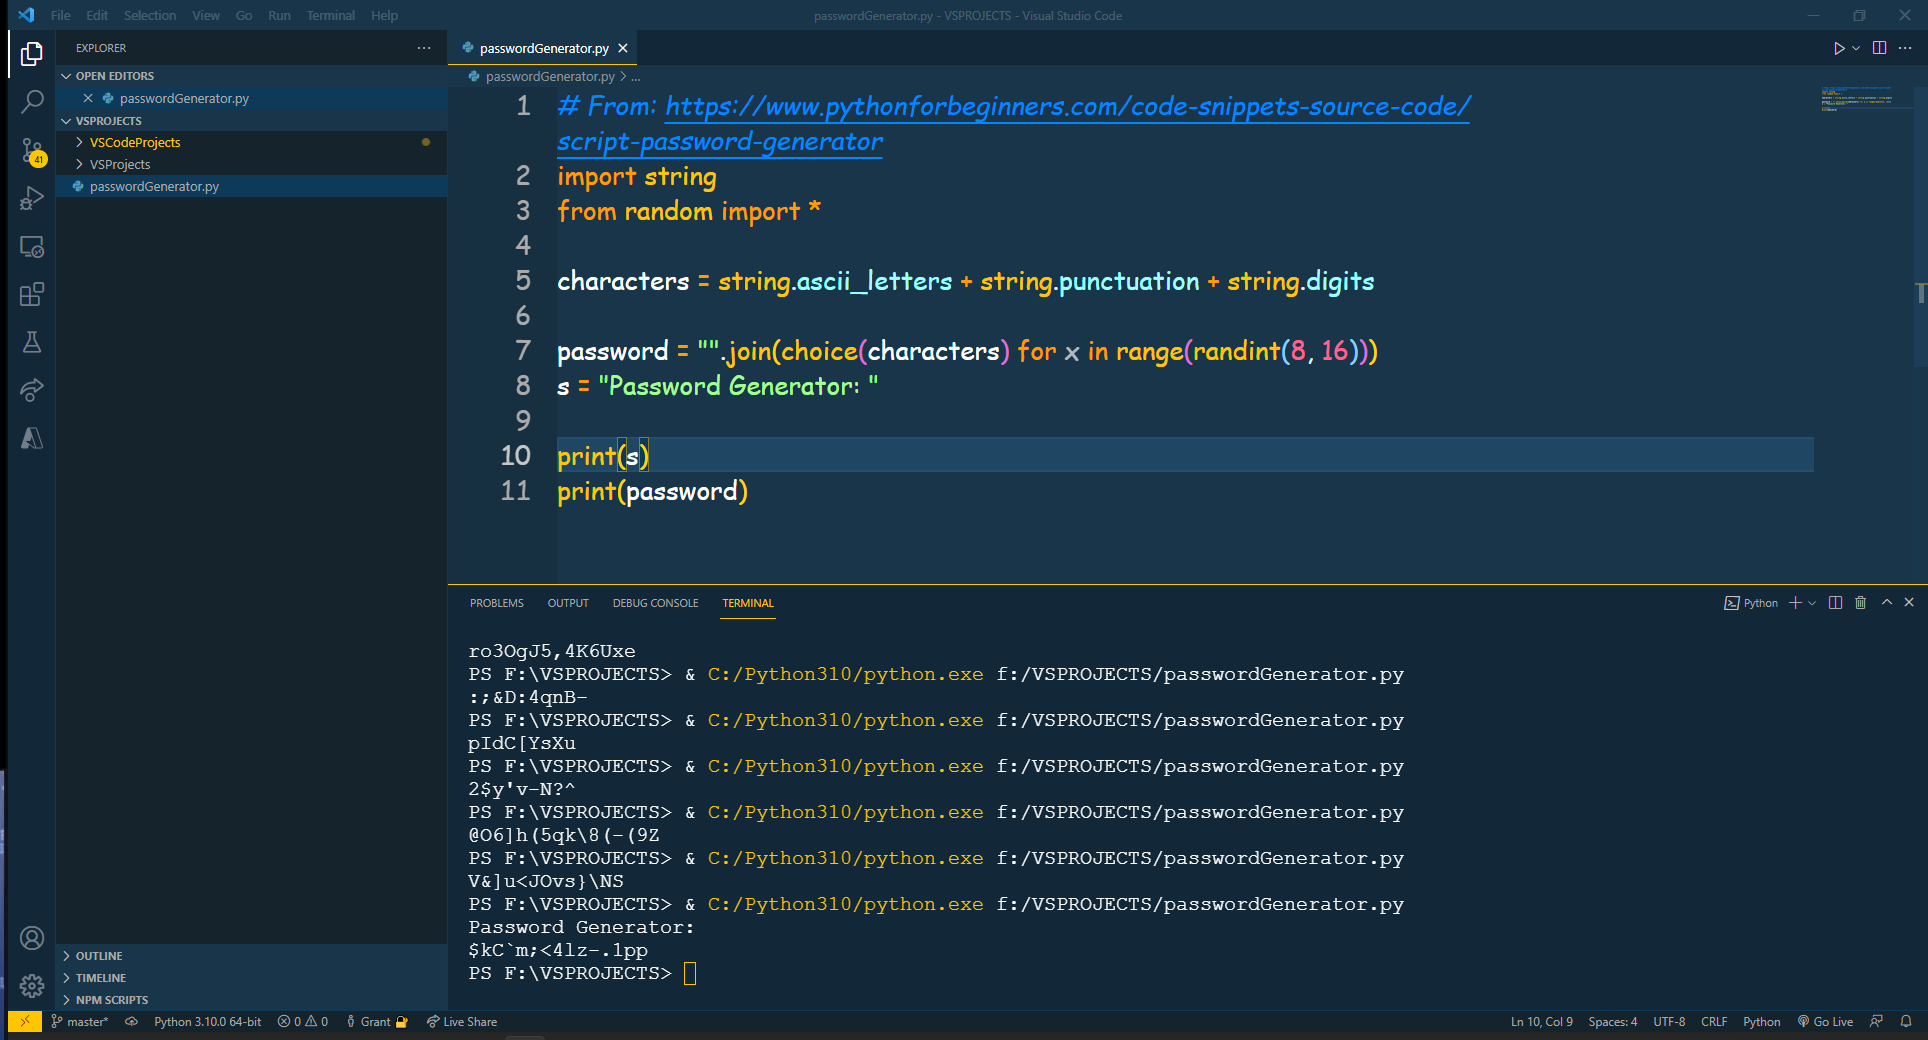 File Edit Selection View Go Run Terminal Help
passwordGenerator.py - VSPROJECTS - Visual Studio Code
EXPLORER
OPEN EDITORS
passwordGenerator.py
VSPROJECTS
VSCodeProjects
VSProjects
passwordGenerator.py
41
OUTLINE
TIMELINE
NPM SCRIPTS
passwordGenerator.py
passwordGenerator.py > ...
1 # From: https://www.pythonforbeginners.com/code-snippets-source-code/
script-password-generator
2 import string
3 from random import *
4
5 characters = string.ascii_letters + string.punctuation + string.digits
6
7 password = "".join(choice(characters) for x in range(randint(8, 16)))
8 s = "Password Generator: "
9
10 print(s)
11 print(password)
PROBLEMS OUTPUT DEBUG CONSOLE TERMINAL
Python
ro3OgJ5,4K6Uxe
PS F:\VSPROJECTS> & C:/Python310/python.exe f:/VSPROJECTS/passwordGenerator.py
:;&D:4qnB-
PS F:\VSPROJECTS> & C:/Python310/python.exe f:/VSPROJECTS/passwordGenerator.py
pIdC[YsXu
PS F:\VSPROJECTS> & C:/Python310/python.exe f:/VSPROJECTS/passwordGenerator.py
2$y'v-N?^
PS F:\VSPROJECTS> & C:/Python310/python.exe f:/VSPROJECTS/passwordGenerator.py
@O6]h(5qk\8(-(9Z
PS F:\VSPROJECTS> & C:/Python310/python.exe f:/VSPROJECTS/passwordGenerator.py
V&]u<JOvs}\NS
PS F:\VSPROJECTS> & C:/Python310/python.exe f:/VSPROJECTS/passwordGenerator.py
Password Generator:
$kC`m;<4lz-.1pp
PS F:\VSPROJECTS>
master* Python 3.10.0 64-bit 0 0 Grant Live Share Ln 10, Col 9 Spaces: 4 UTF-8 CRLF Python Go Live